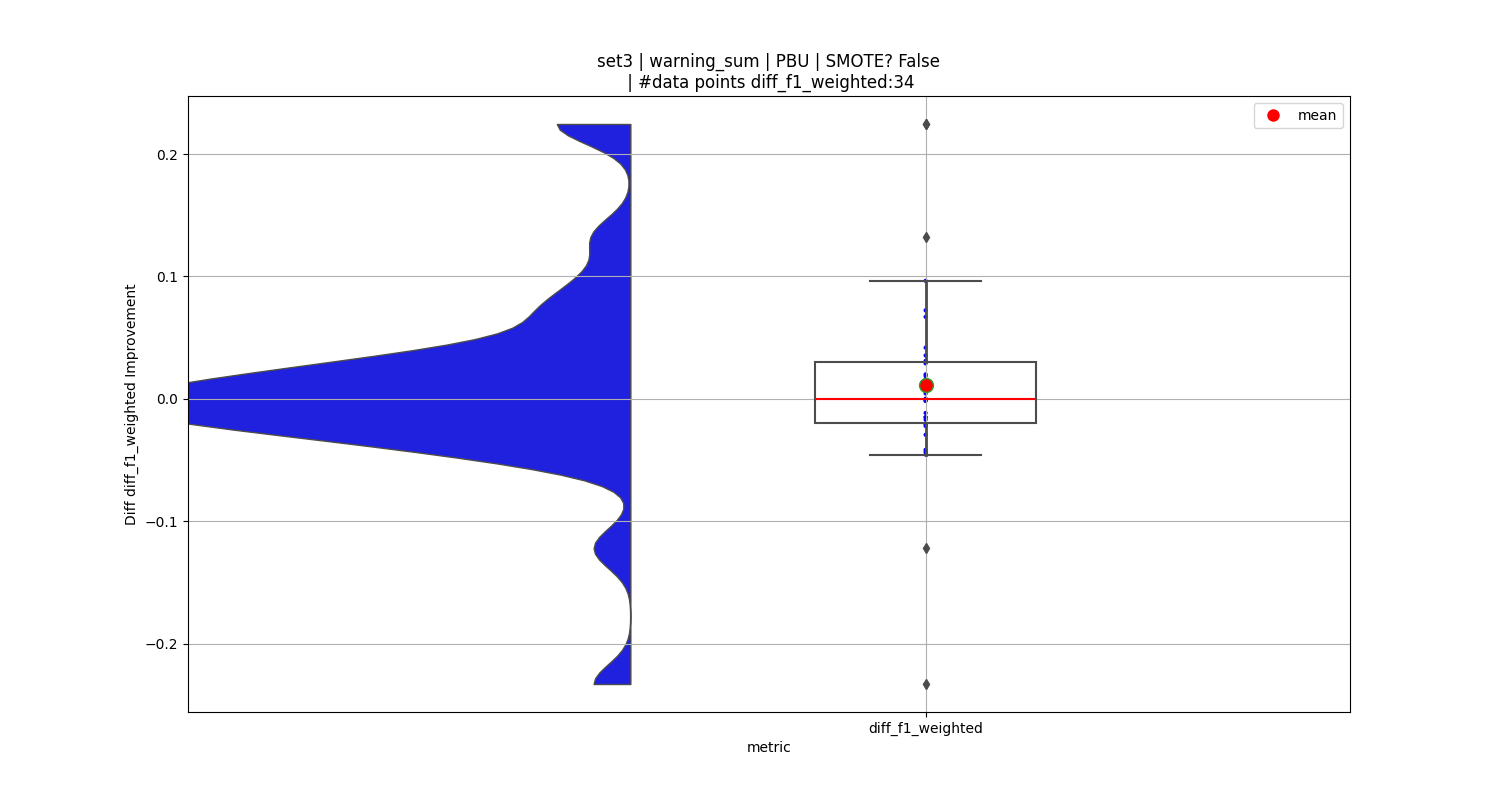 set3 | warning_sum | PBU | SMOTE? False
| #data points diff_f1_weighted:34
mean
0.2
0.1
0.0
−0.1
−0.2
Diff diff_f1_weighted Improvement
diff_f1_weighted
metric